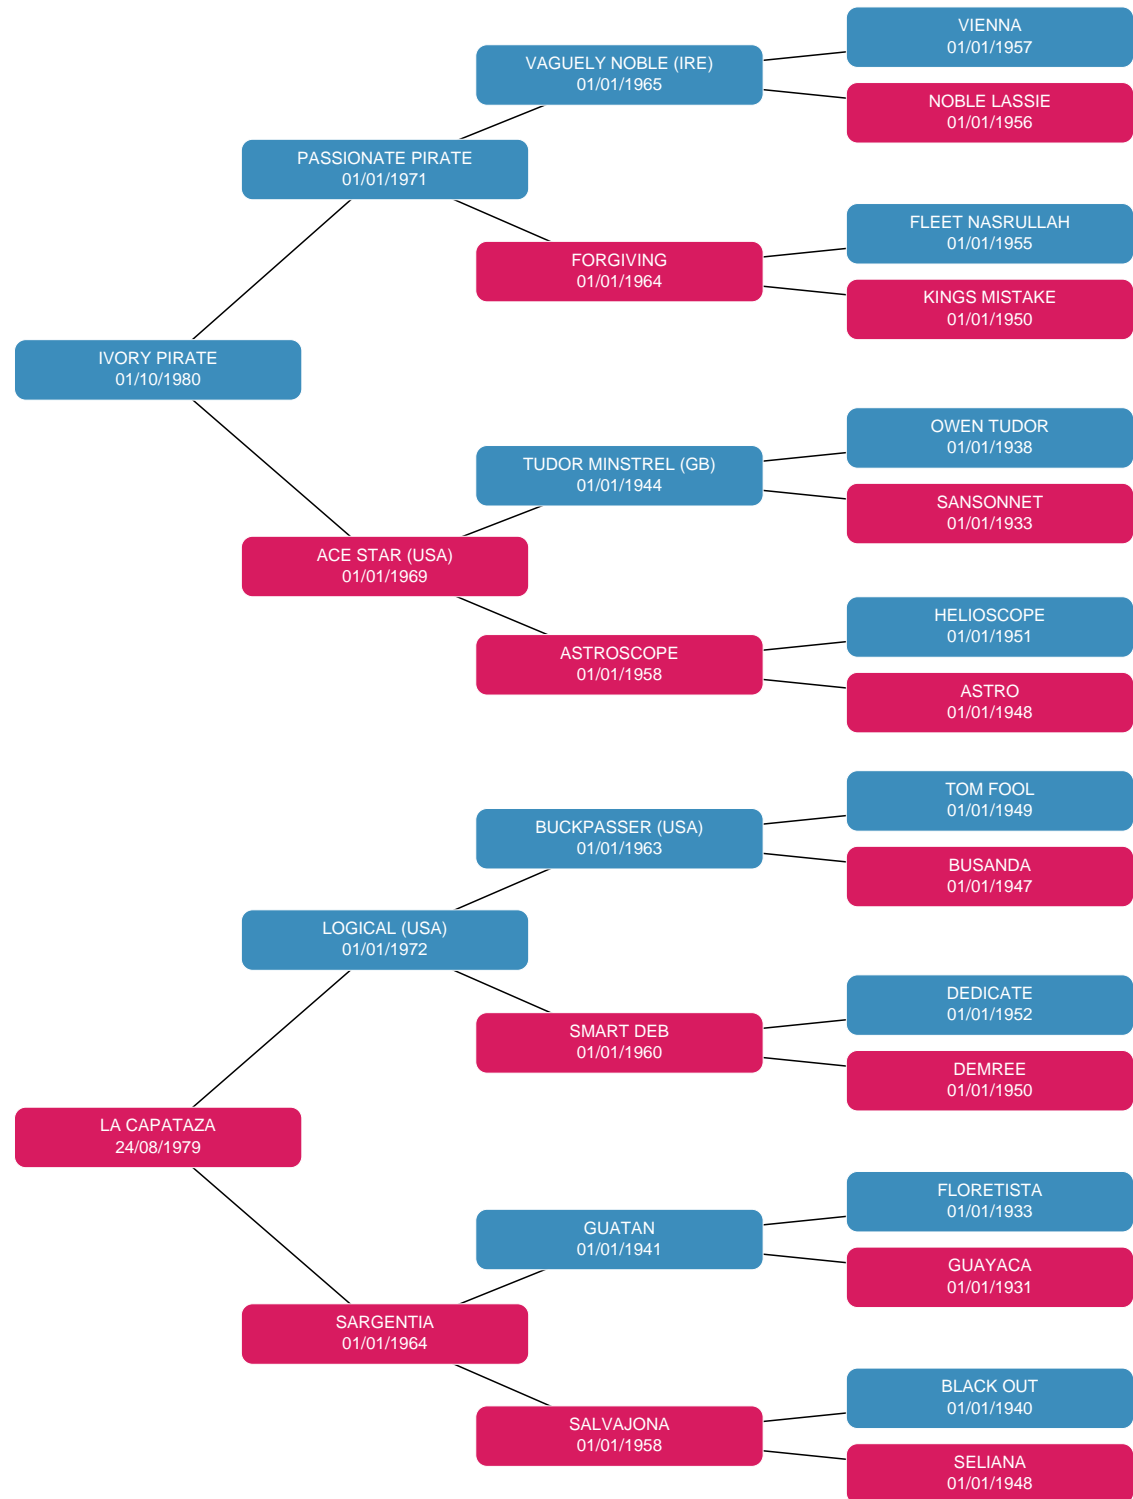 VIENNA
01/01/1957
VAGUELY NOBLE (IRE)
01/01/1965
NOBLE LASSIE
01/01/1956
PASSIONATE PIRATE
01/01/1971
FLEET NASRULLAH
01/01/1955
FORGIVING
01/01/1964
KINGS MISTAKE
01/01/1950
IVORY PIRATE
01/10/1980
OWEN TUDOR
01/01/1938
TUDOR MINSTREL (GB)
01/01/1944
SANSONNET
01/01/1933
ACE STAR (USA)
01/01/1969
HELIOSCOPE
01/01/1951
ASTROSCOPE
01/01/1958
ASTRO
01/01/1948
TOM FOOL
01/01/1949
BUCKPASSER (USA)
01/01/1963
BUSANDA
01/01/1947
LOGICAL (USA)
01/01/1972
DEDICATE
01/01/1952
SMART DEB
01/01/1960
DEMREE
01/01/1950
LA CAPATAZA
24/08/1979
FLORETISTA
01/01/1933
GUATAN
01/01/1941
GUAYACA
01/01/1931
SARGENTIA
01/01/1964
BLACK OUT
01/01/1940
SALVAJONA
01/01/1958
SELIANA
01/01/1948